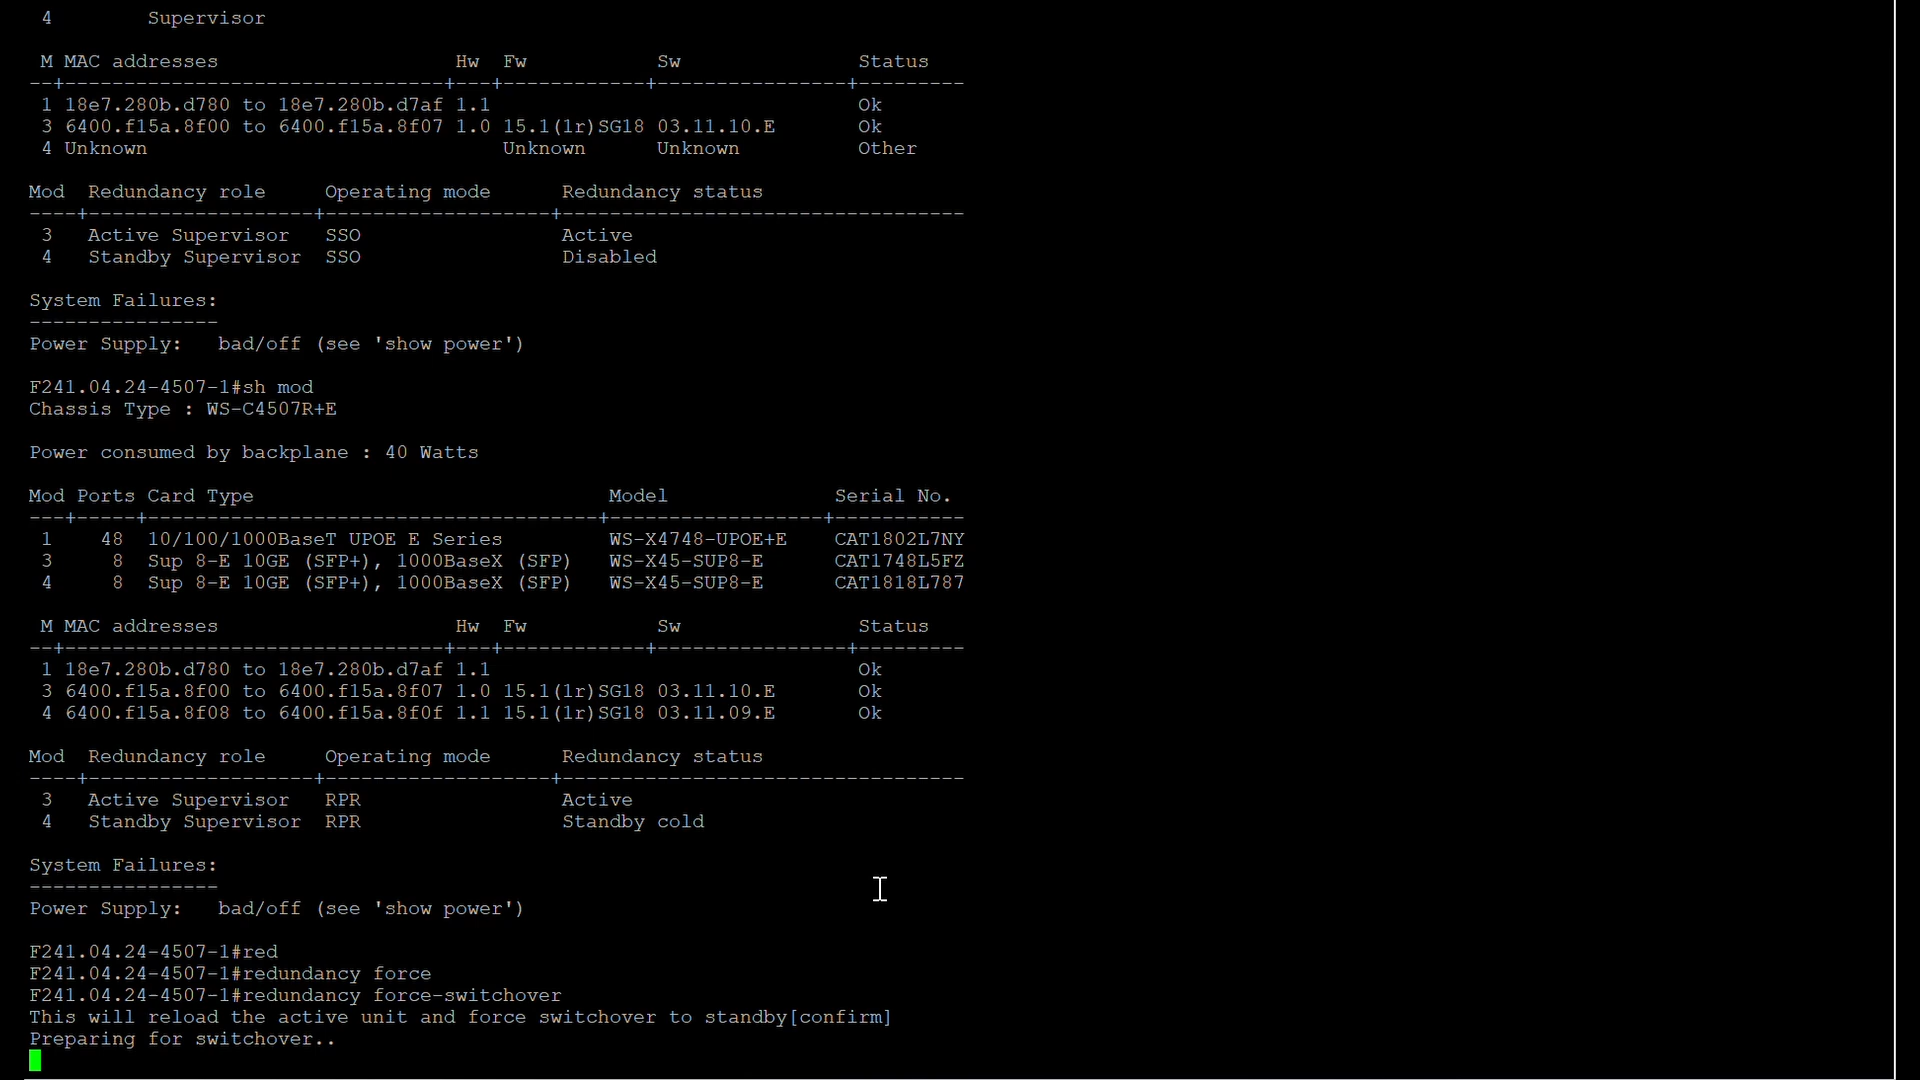 4        Supervisor
M MAC addresses                    Hw  Fw           Sw               Status
--+--------------------------------+---+------------+----------------+---------
1 18e7.280b.d780 to 18e7.280b.d7af 1.1                               Ok
3 6400.f15a.8f00 to 6400.f15a.8f07 1.0 15.1(1r)SG18 03.11.10.E       Ok
4 Unknown                              Unknown      Unknown          Other
Mod  Redundancy role     Operating mode      Redundancy status
----+-------------------+-------------------+----------------------------------
3   Active Supervisor   SSO                 Active
4   Standby Supervisor  SSO                 Disabled
System Failures:
----------------
Power Supply:   bad/off (see 'show power')
F241.04.24-4507-1#sh mod
Chassis Type : WS-C4507R+E
Power consumed by backplane : 40 Watts
Mod Ports Card Type                              Model              Serial No.
---+-----+--------------------------------------+------------------+-----------
1    48  10/100/1000BaseT UPOE E Series         WS-X4748-UPOE+E    CAT1802L7NY
3     8  Sup 8-E 10GE (SFP+), 1000BaseX (SFP)   WS-X45-SUP8-E      CAT1748L5FZ
4     8  Sup 8-E 10GE (SFP+), 1000BaseX (SFP)   WS-X45-SUP8-E      CAT1818L787
M MAC addresses                    Hw  Fw           Sw               Status
--+--------------------------------+---+------------+----------------+---------
1 18e7.280b.d780 to 18e7.280b.d7af 1.1                               Ok
3 6400.f15a.8f00 to 6400.f15a.8f07 1.0 15.1(1r)SG18 03.11.10.E       Ok
4 6400.f15a.8f08 to 6400.f15a.8f0f 1.1 15.1(1r)SG18 03.11.09.E       Ok
Mod  Redundancy role     Operating mode      Redundancy status
----+-------------------+-------------------+----------------------------------
3   Active Supervisor   RPR                 Active
4   Standby Supervisor  RPR                 Standby cold
System Failures:
----------------
Power Supply:   bad/off (see 'show power')
F241.04.24-4507-1#red
F241.04.24-4507-1#redundancy force
F241.04.24-4507-1#redundancy force-switchover
This will reload the active unit and force switchover to standby[confirm]
Preparing for switchover..